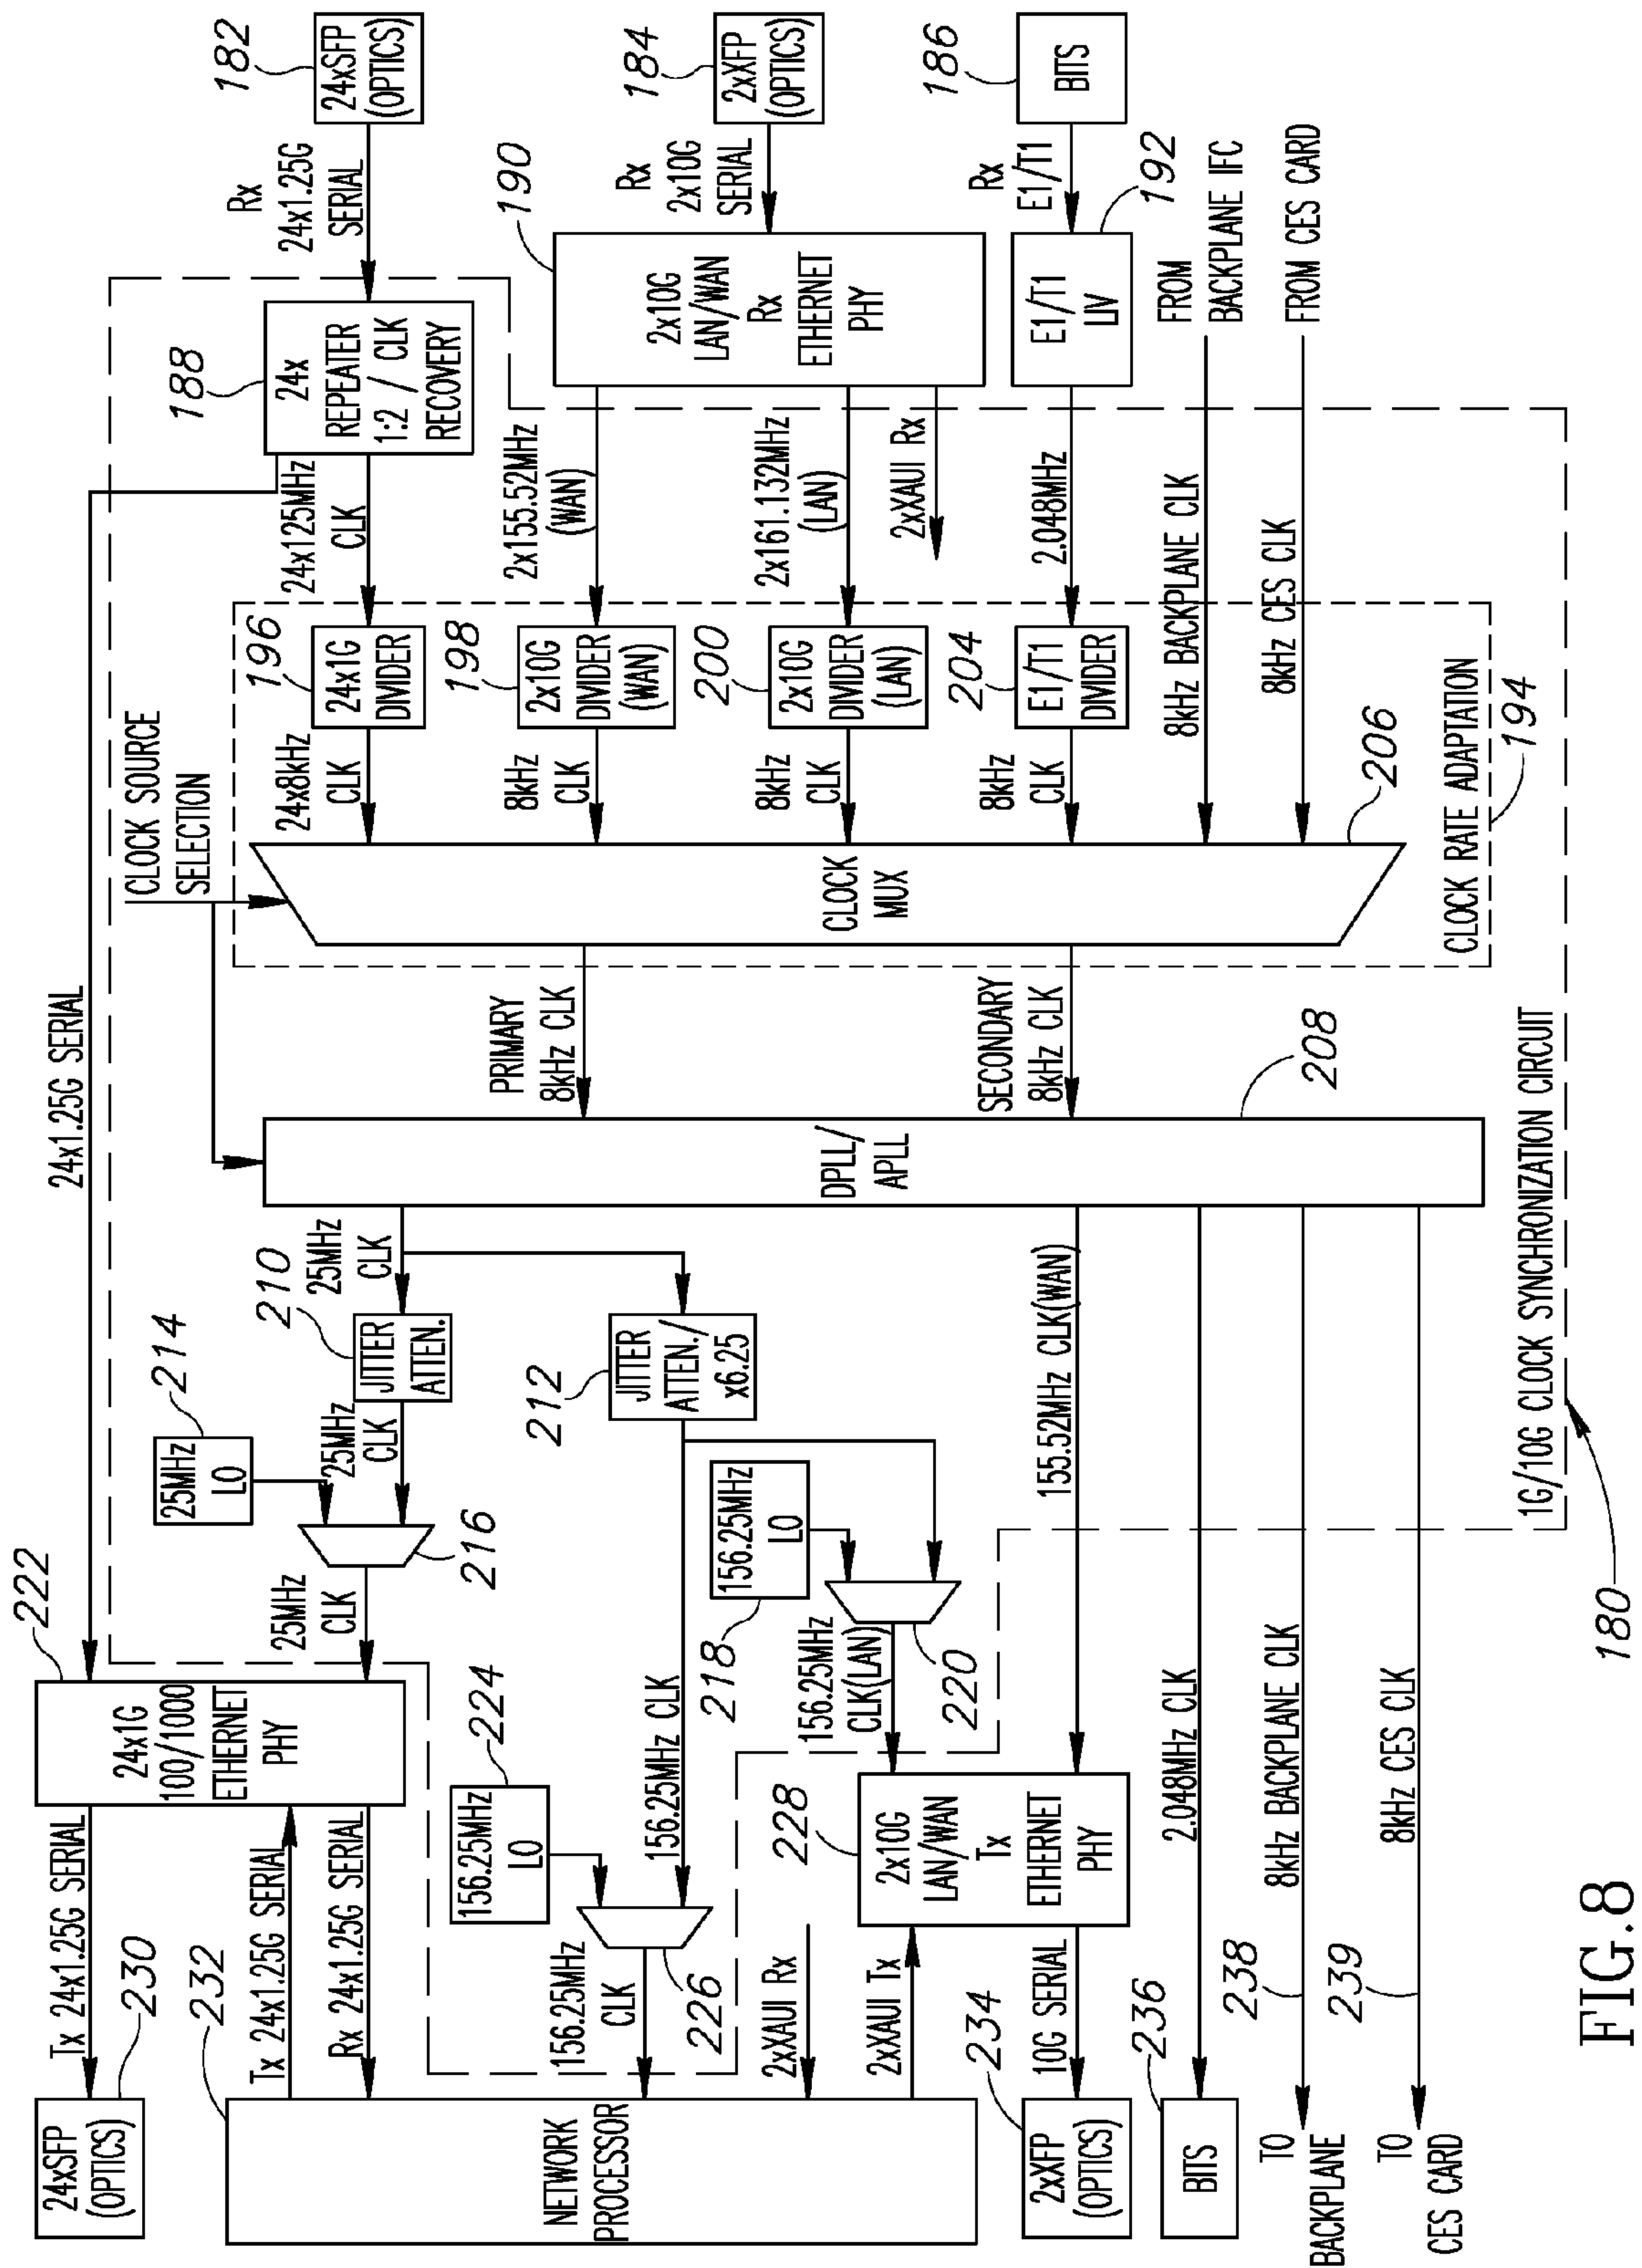 182
24xSFP
(OPTICS)
Rx
24x1.25G
SERIAL
184
2xXFP
(OPTICS)
Rx
2x10G
SERIAL
186
BITS
Rx
E1/T1
188
24x
REPEATER
1:2 / CLK
RECOVERY
190
2x10G
LAN/WAN
Rx
ETHERNET
PHY
192
E1/T1
LIV
FROM
BACKPLANE IFC
FROM CES CARD
24x125MHz
CLK
2x155.52MHz
(WAN)
2x161.132MHz
(LAN)
2xXAUI Rx
2.048MHz
8kHz BACKPLANE CLK
8kHz CES CLK
196
24x1G
DIVIDER
198
2x10G
DIVIDER
(WAN)
200
2x10G
DIVIDER
(LAN)
204
E1/T1
DIVIDER
CLOCK SOURCE
SELECTION
24x8kHz
CLK
8kHz
CLK
8kHz
CLK
8kHz
CLK
206
CLOCK
MUX
CLOCK RATE ADAPTATION
194
24x1.25G SERIAL
PRIMARY
8kHz CLK
SECONDARY
8kHz CLK
208
DPLL/
APLL
1G/10G CLOCK SYNCHRONIZATION CIRCUIT
180
25MHz
CLK
210
JITTER
ATTEN.
212
JITTER
ATTEN./
x6.25
155.52MHz CLK(WAN)
214
25MHz
LO
25MHz
CLK
216
25MHz
CLK
156.25MHz
LO
218
220
156.25MHz
CLK(LAN)
222
24x1G
100/1000
ETHERNET
PHY
224
156.25MHz
LO
156.25MHz CLK
226
156.25MHz
CLK
228
2x10G
LAN/WAN
Tx
ETHERNET
PHY
2.048MHz CLK
8kHz BACKPLANE CLK
8kHz CES CLK
Tx 24x1.25G SERIAL
Tx 24x1.25G SERIAL
Rx 24x1.25G SERIAL
2xXAUI Rx
2xXAUI Tx
10G SERIAL
230
24xSFP
(OPTICS)
232
NETWORK
PROCESSOR
234
2xXFP
(OPTICS)
236
BITS
238
TO
BACKPLANE
239
TO
CES CARD
FIG.8